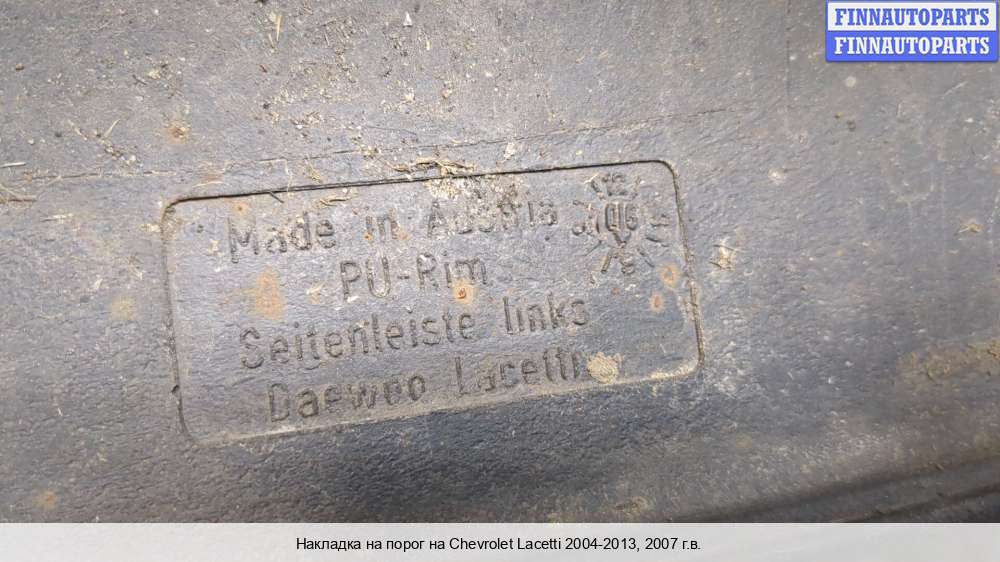 FINNAUTOPARTS
FINNAUTOPARTS
Made in Austria
PU-Rim
Seitenleiste links
Daewoo Lacetti
Накладка на порог на Chevrolet Lacetti 2004-2013, 2007 г.в.